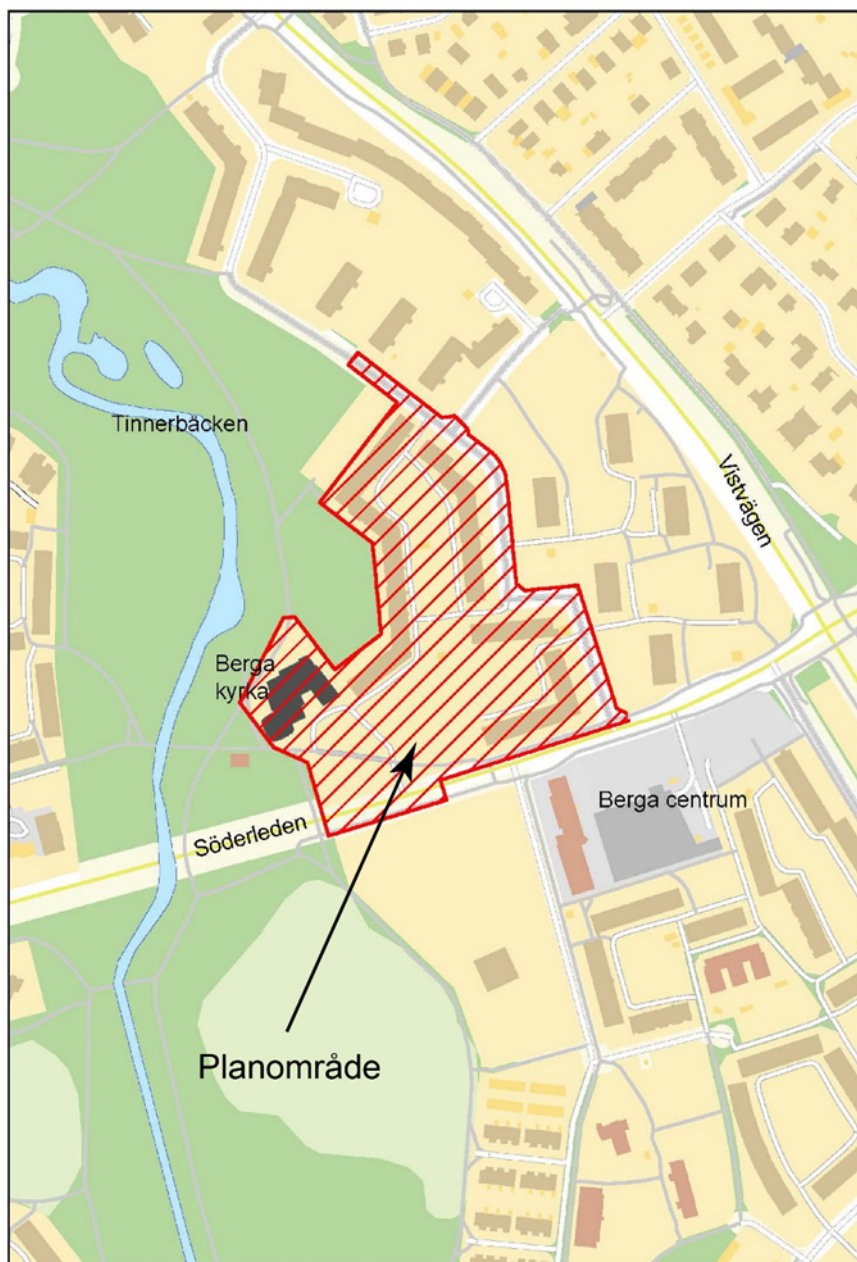 Tinnerbäcken
Vistvägen
Berga
kyrka
Berga centrum
Söderleden
Planområde